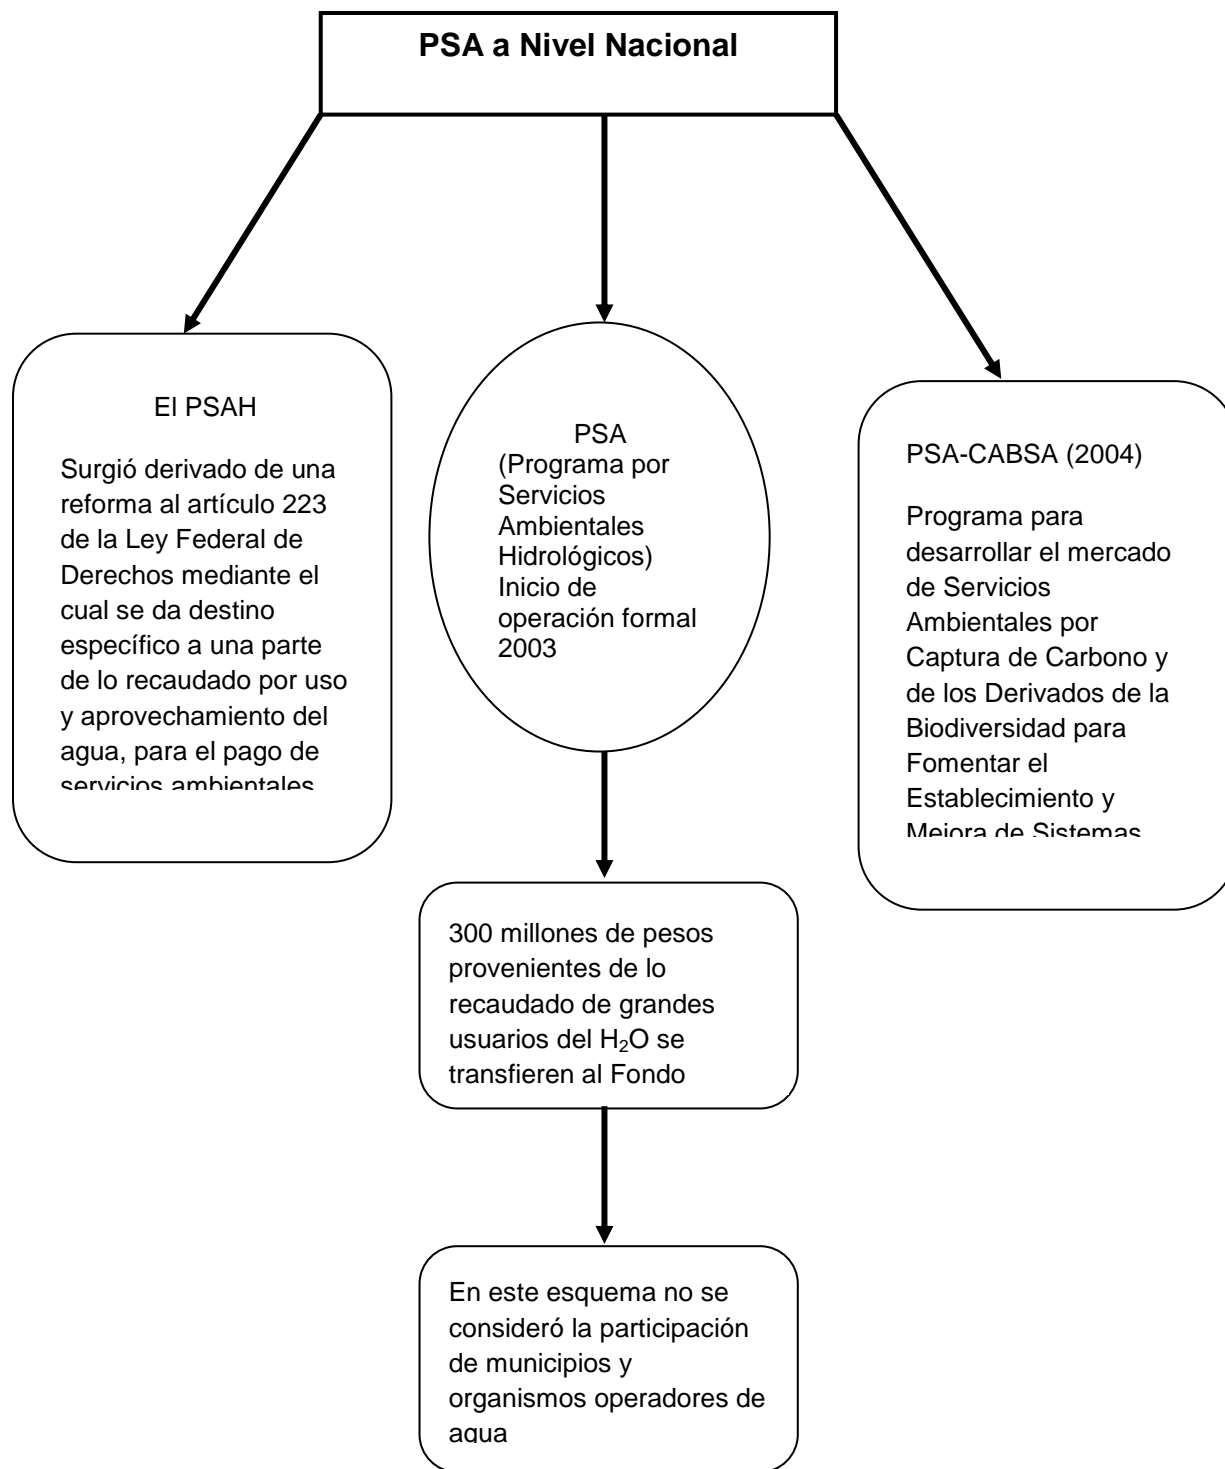 PSA a Nivel Nacional
El PSAH
Surgió derivado de una
reforma al artículo 223
de la Ley Federal de
Derechos mediante el
cual se da destino
específico a una parte
de lo recaudado por uso
y aprovechamiento del
agua, para el pago de
servicios ambientales
PSA
(Programa por
Servicios
Ambientales
Hidrológicos)
Inicio de
operación formal
2003
PSA-CABSA (2004)
Programa para
desarrollar el mercado
de Servicios
Ambientales por
Captura de Carbono y
de los Derivados de la
Biodiversidad para
Fomentar el
Establecimiento y
Mejora de Sistemas
300 millones de pesos
provenientes de lo
recaudado de grandes
usuarios del H₂O se
transfieren al Fondo
En este esquema no se
consideró la participación
de municipios y
organismos operadores de
agua